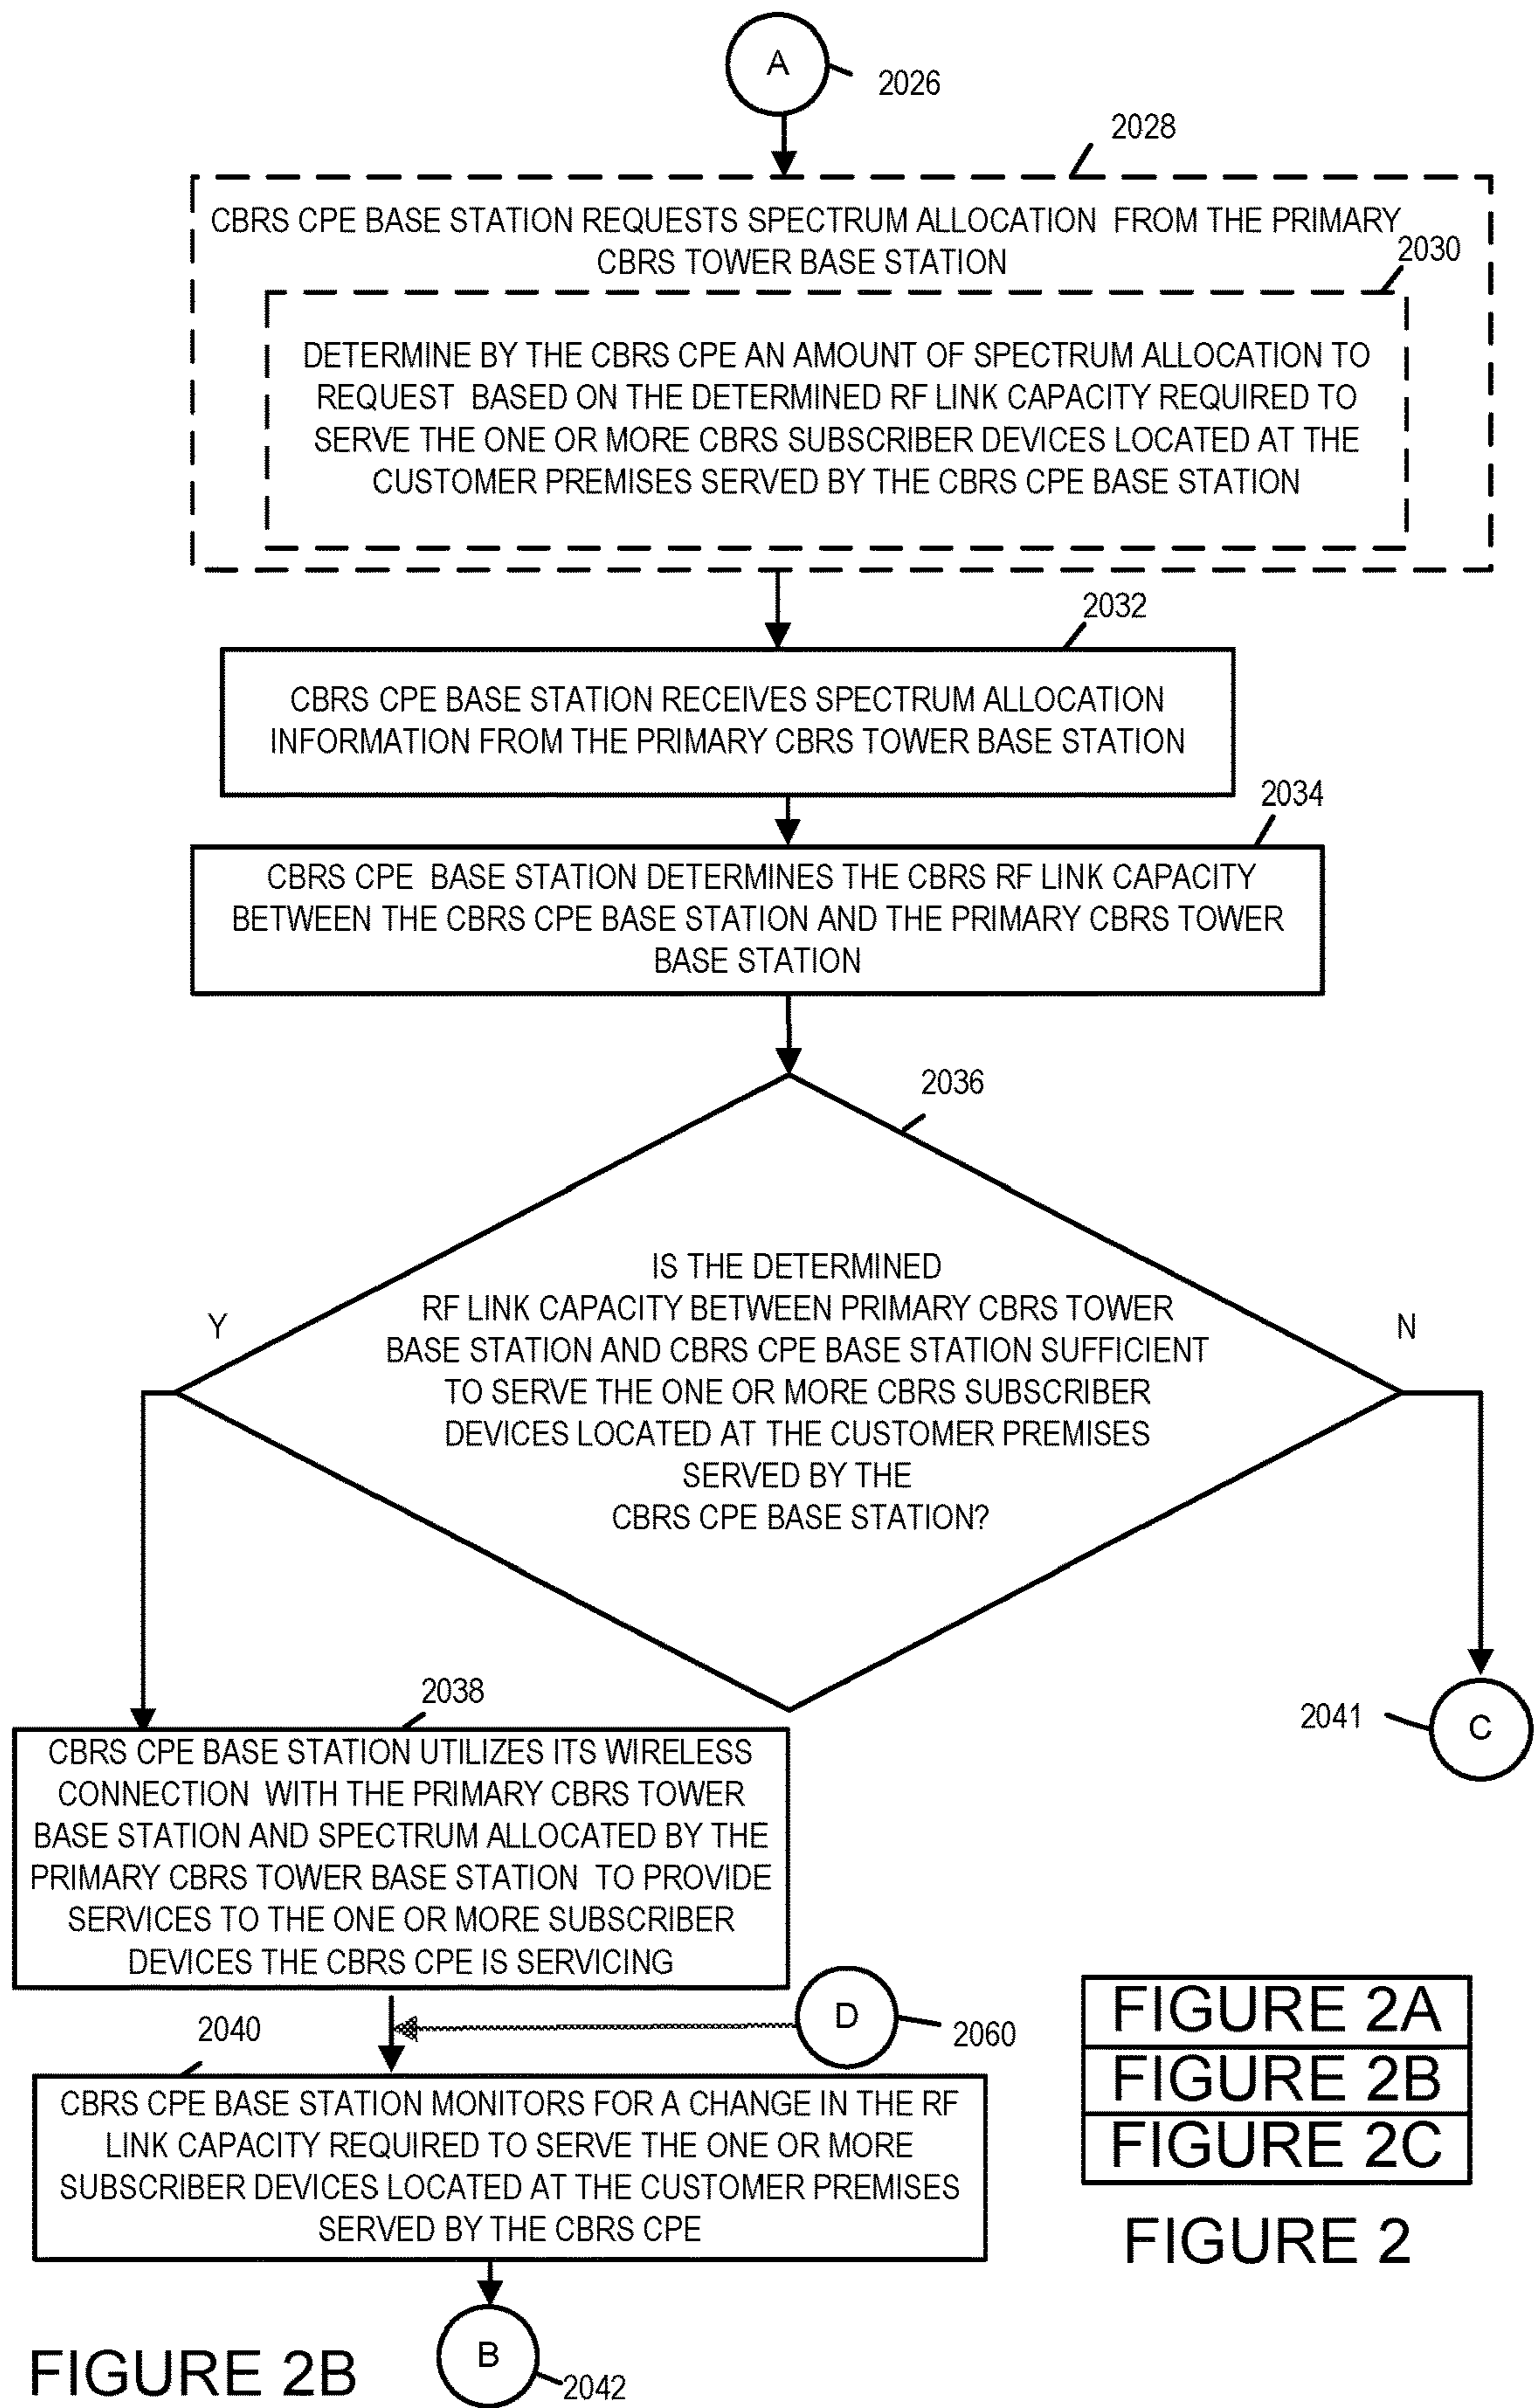 A
2026
2028
CBRS CPE BASE STATION REQUESTS SPECTRUM ALLOCATION FROM THE PRIMARY
CBRS TOWER BASE STATION
2030
DETERMINE BY THE CBRS CPE AN AMOUNT OF SPECTRUM ALLOCATION TO
REQUEST BASED ON THE DETERMINED RF LINK CAPACITY REQUIRED TO
SERVE THE ONE OR MORE CBRS SUBSCRIBER DEVICES LOCATED AT THE
CUSTOMER PREMISES SERVED BY THE CBRS CPE BASE STATION
2032
CBRS CPE BASE STATION RECEIVES SPECTRUM ALLOCATION
INFORMATION FROM THE PRIMARY CBRS TOWER BASE STATION
2034
CBRS CPE BASE STATION DETERMINES THE CBRS RF LINK CAPACITY
BETWEEN THE CBRS CPE BASE STATION AND THE PRIMARY CBRS TOWER
BASE STATION
2036
IS THE DETERMINED
RF LINK CAPACITY BETWEEN PRIMARY CBRS TOWER
BASE STATION AND CBRS CPE BASE STATION SUFFICIENT
TO SERVE THE ONE OR MORE CBRS SUBSCRIBER
DEVICES LOCATED AT THE CUSTOMER PREMISES
SERVED BY THE
CBRS CPE BASE STATION?
Y
N
2038
CBRS CPE BASE STATION UTILIZES ITS WIRELESS
CONNECTION WITH THE PRIMARY CBRS TOWER
BASE STATION AND SPECTRUM ALLOCATED BY THE
PRIMARY CBRS TOWER BASE STATION TO PROVIDE
SERVICES TO THE ONE OR MORE SUBSCRIBER
DEVICES THE CBRS CPE IS SERVICING
2041
C
D
2060
2040
CBRS CPE BASE STATION MONITORS FOR A CHANGE IN THE RF
LINK CAPACITY REQUIRED TO SERVE THE ONE OR MORE
SUBSCRIBER DEVICES LOCATED AT THE CUSTOMER PREMISES
SERVED BY THE CBRS CPE
B
2042
FIGURE 2A
FIGURE 2B
FIGURE 2C
FIGURE 2
FIGURE 2B